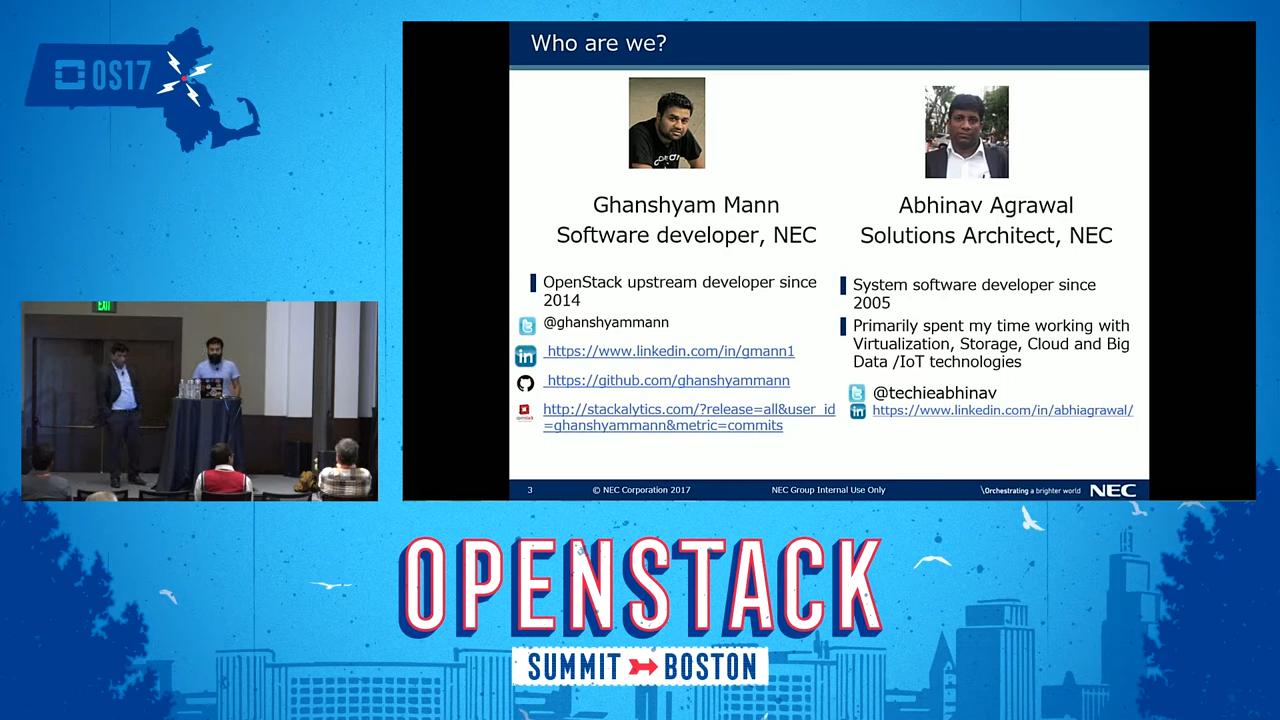 OS17
Who are we?
Ghanshyam Mann
Software developer, NEC
OpenStack upstream developer since
2014
@ghanshyammann
https://www.linkedin.com/in/gmann1
https://github.com/ghanshyammann
http://stackalytics.com/?release=all&user_id
=ghanshyammann&metric=commits
Abhinav Agrawal
Solutions Architect, NEC
System software developer since
2005
Primarily spent my time working with
Virtualization, Storage, Cloud and Big
Data /IoT technologies
@techieabhinav
https://www.linkedin.com/in/abhiagrawal/
3
© NEC Corporation 2017
NEC Group Internal Use Only
\Orchestrating a brighter world
NEC
EXIT
OPENSTACK
SUMMIT BOSTON